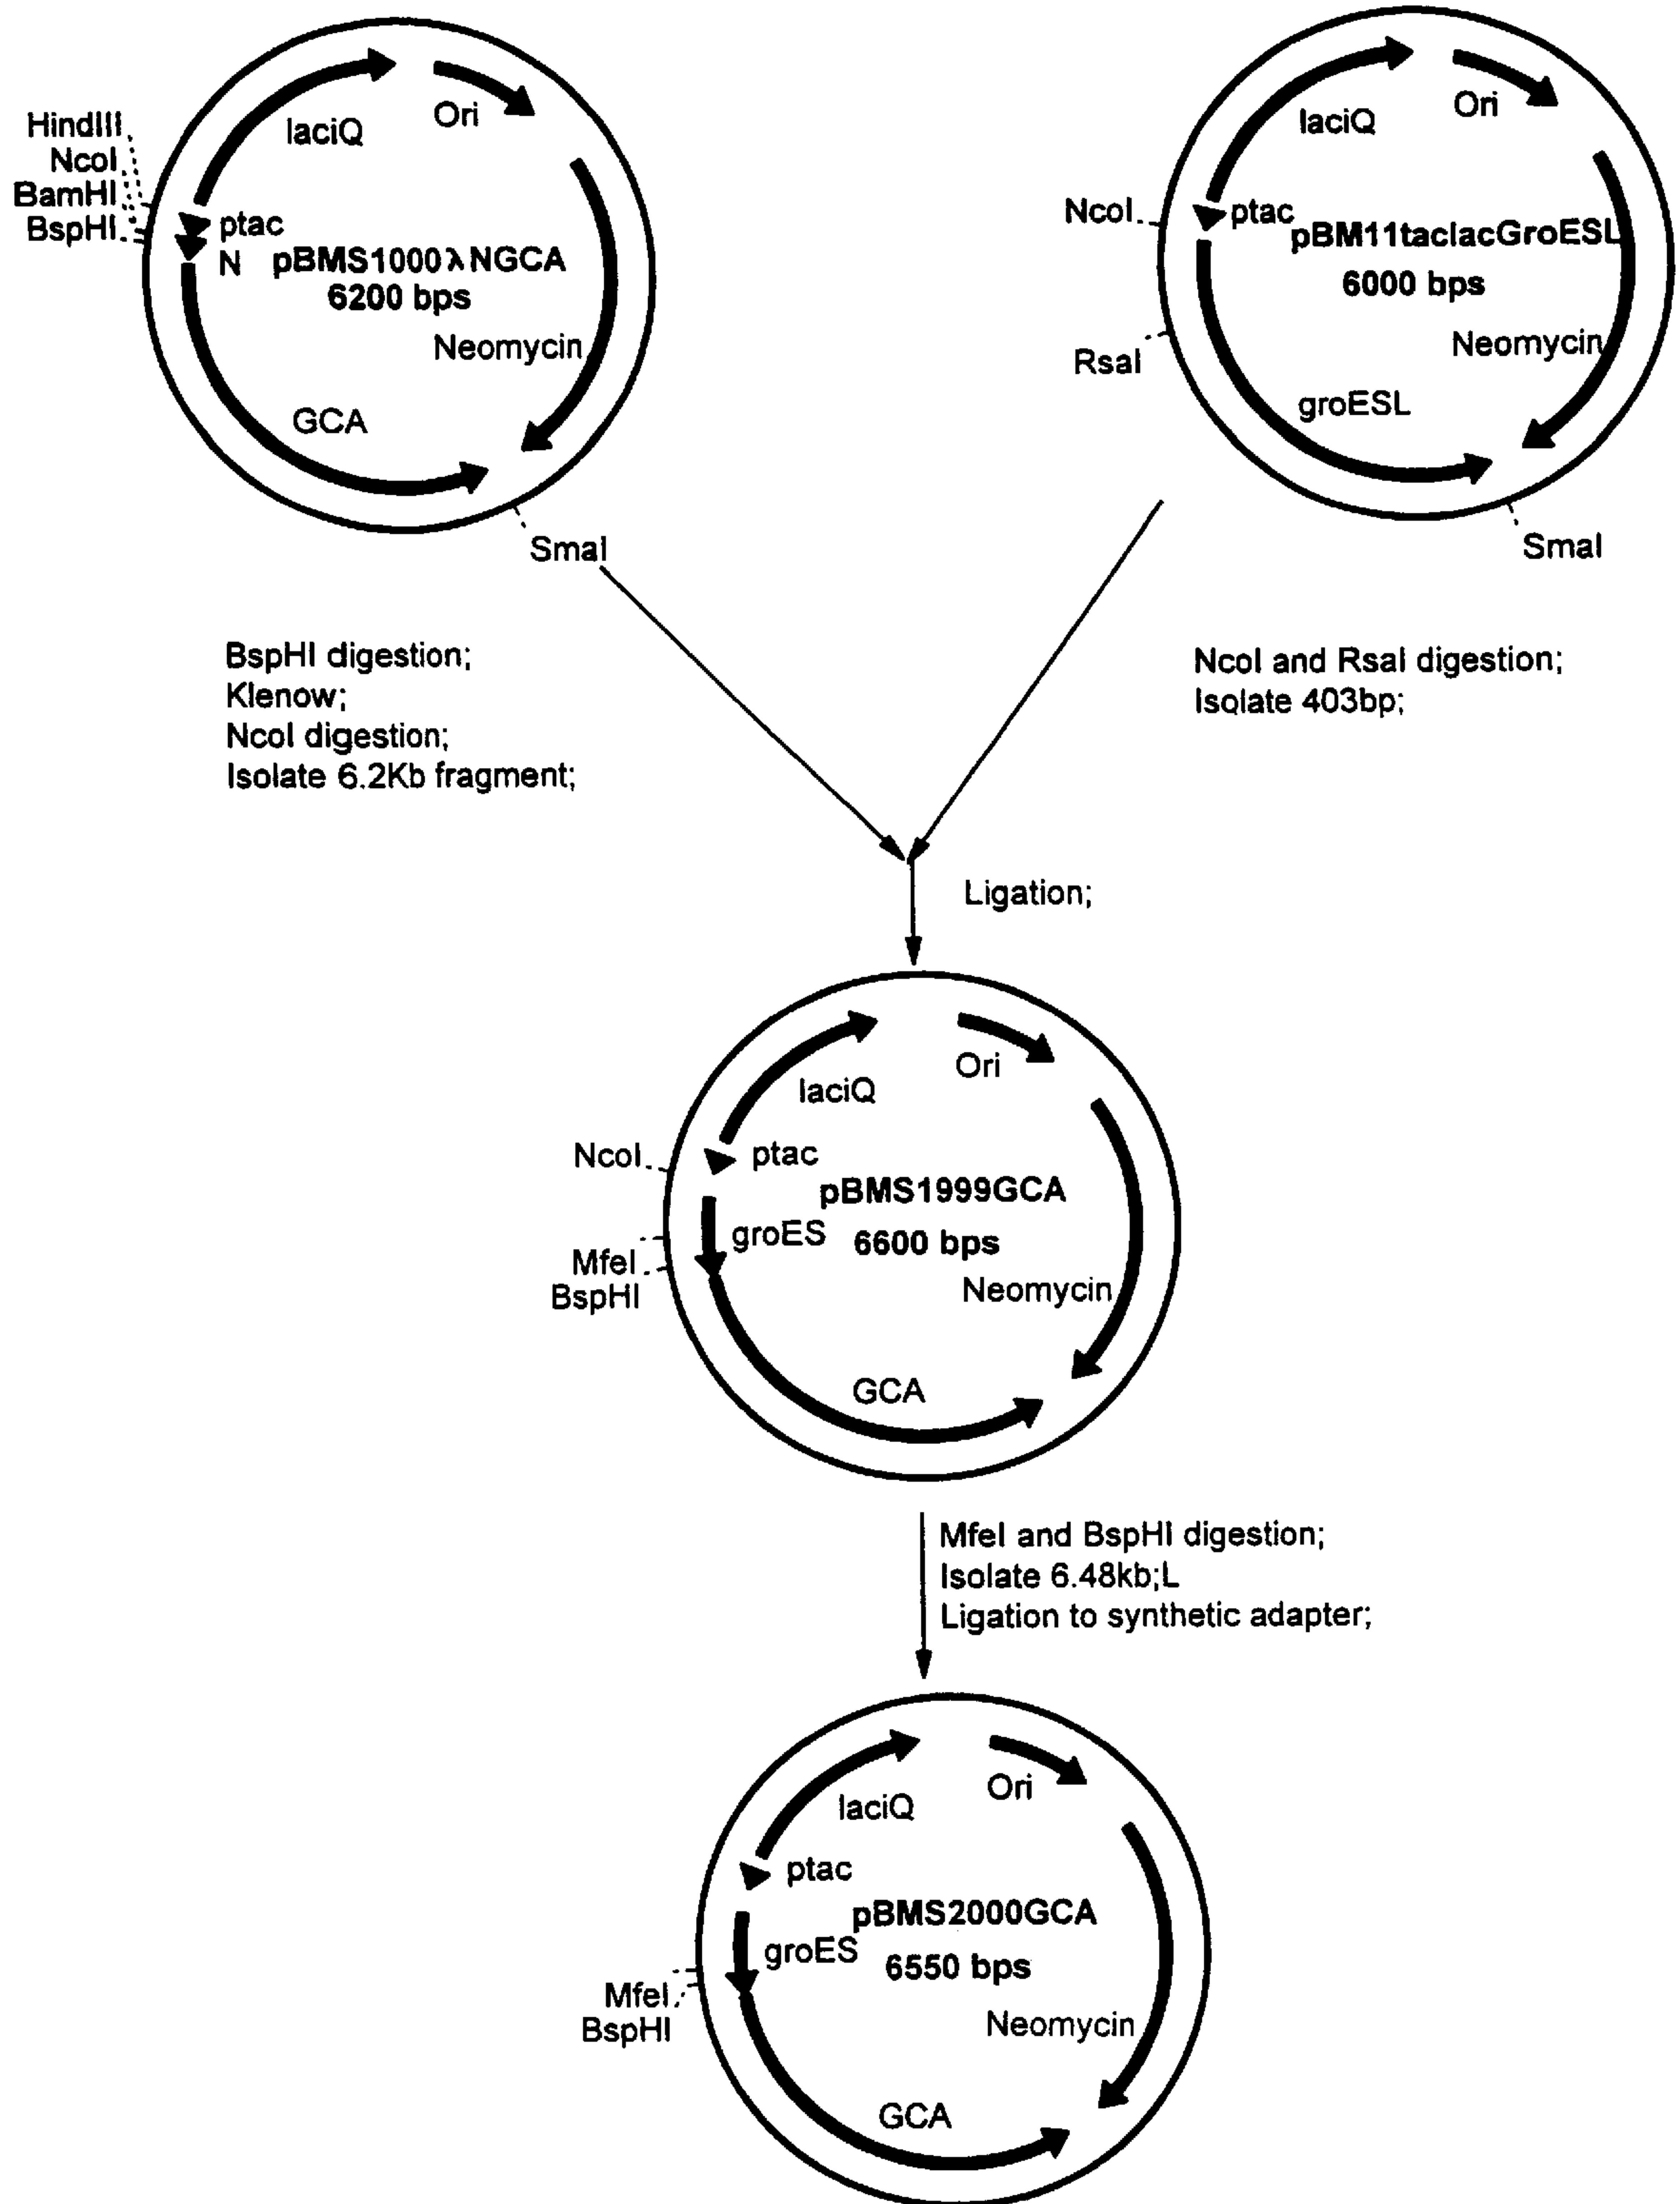 laciQ
Ori
HindIII
NcoI
BamHI
BspHI
ptac
N
pBMS1000λNGCA
6200 bps
Neomycin
GCA
SmaI
laciQ
Ori
NcoI
ptac
pBM11taclacGroESL
6000 bps
RsaI
Neomycin
groESL
SmaI
BspHI digestion;
Klenow;
NcoI digestion;
Isolate 6.2Kb fragment;
NcoI and RsaI digestion;
Isolate 403bp;
Ligation;
laciQ
Ori
NcoI
ptac
pBMS1999GCA
groES
6600 bps
MfeI
BspHI
Neomycin
GCA
MfeI and BspHI digestion;
Isolate 6.48kb;L
Ligation to synthetic adapter;
laciQ
Ori
ptac
pBMS2000GCA
groES
6550 bps
MfeI
BspHI
Neomycin
GCA